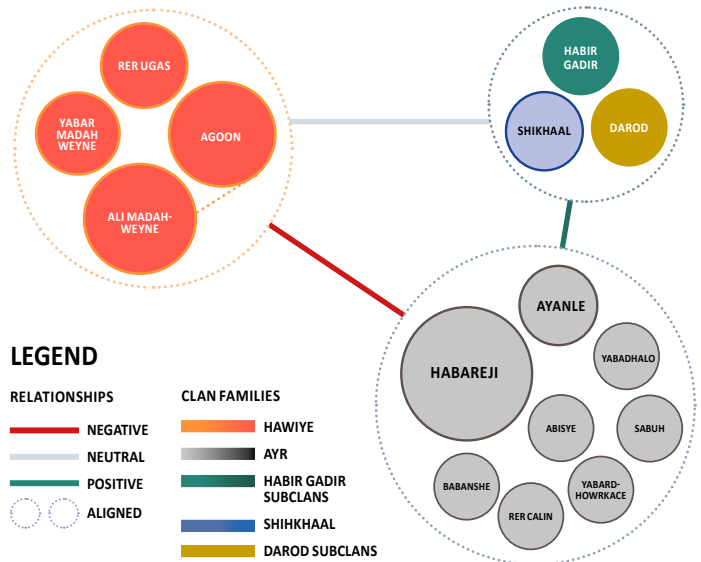 RER UGAS
YABAR
MADAH
WEYNE
AGOON
ALI MADAH-
WEYNE
HABIR
GADIR
SHIKHAAL
DAROD
AYANLE
HABAREJI
YABADHALO
ABISYE
SABUH
BABANSHE
YABARD-
HOWRKACE
RER CALIN
LEGEND
RELATIONSHIPS
NEGATIVE
NEUTRAL
POSITIVE
ALIGNED
CLAN FAMILIES
HAWIYE
AYR
HABIR GADIR
SUBCLANS
SHIHKHAAL
DAROD SUBCLANS